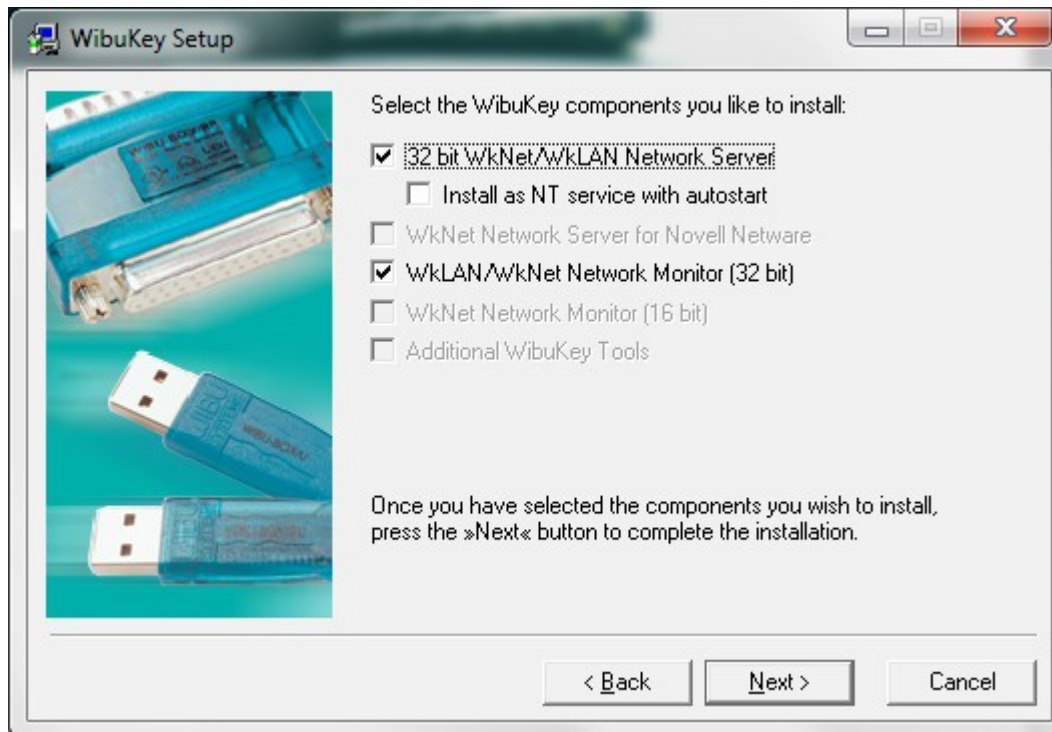 WibuKey Setup
Select the WibuKey components you like to install:
32 bit WkNet/WkLAN Network Server
Install as NT service with autostart
WkNet Network Server for Novell Netware
WkLAN/WkNet Network Monitor (32 bit)
WkNet Network Monitor (16 bit)
Additional WibuKey Tools
Once you have selected the components you wish to install,
press the »Next« button to complete the installation.
< Back
Next >
Cancel